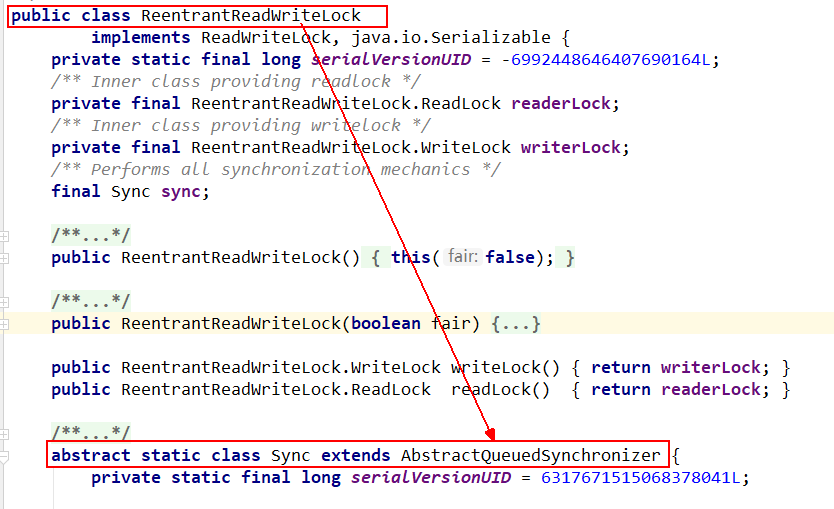 public class ReentrantReadWriteLock
implements ReadWriteLock, java.io.Serializable {
private static final long serialVersionUID = -6992448646407690164L;
/** Inner class providing readlock */
private final ReentrantReadWriteLock.ReadLock readerLock;
/** Inner class providing writelock */
private final ReentrantReadWriteLock.WriteLock writerLock;
/** Performs all synchronization mechanics */
final Sync sync;
/**...*/
public ReentrantReadWriteLock() { this( fair: false); }
/**...*/
public ReentrantReadWriteLock(boolean fair) {...}
public ReentrantReadWriteLock.WriteLock writeLock() { return writerLock; }
public ReentrantReadWriteLock.ReadLock  readLock()  { return readerLock; }
/**...*/
abstract static class Sync extends AbstractQueuedSynchronizer {
private static final long serialVersionUID = 6317671515068378041L;